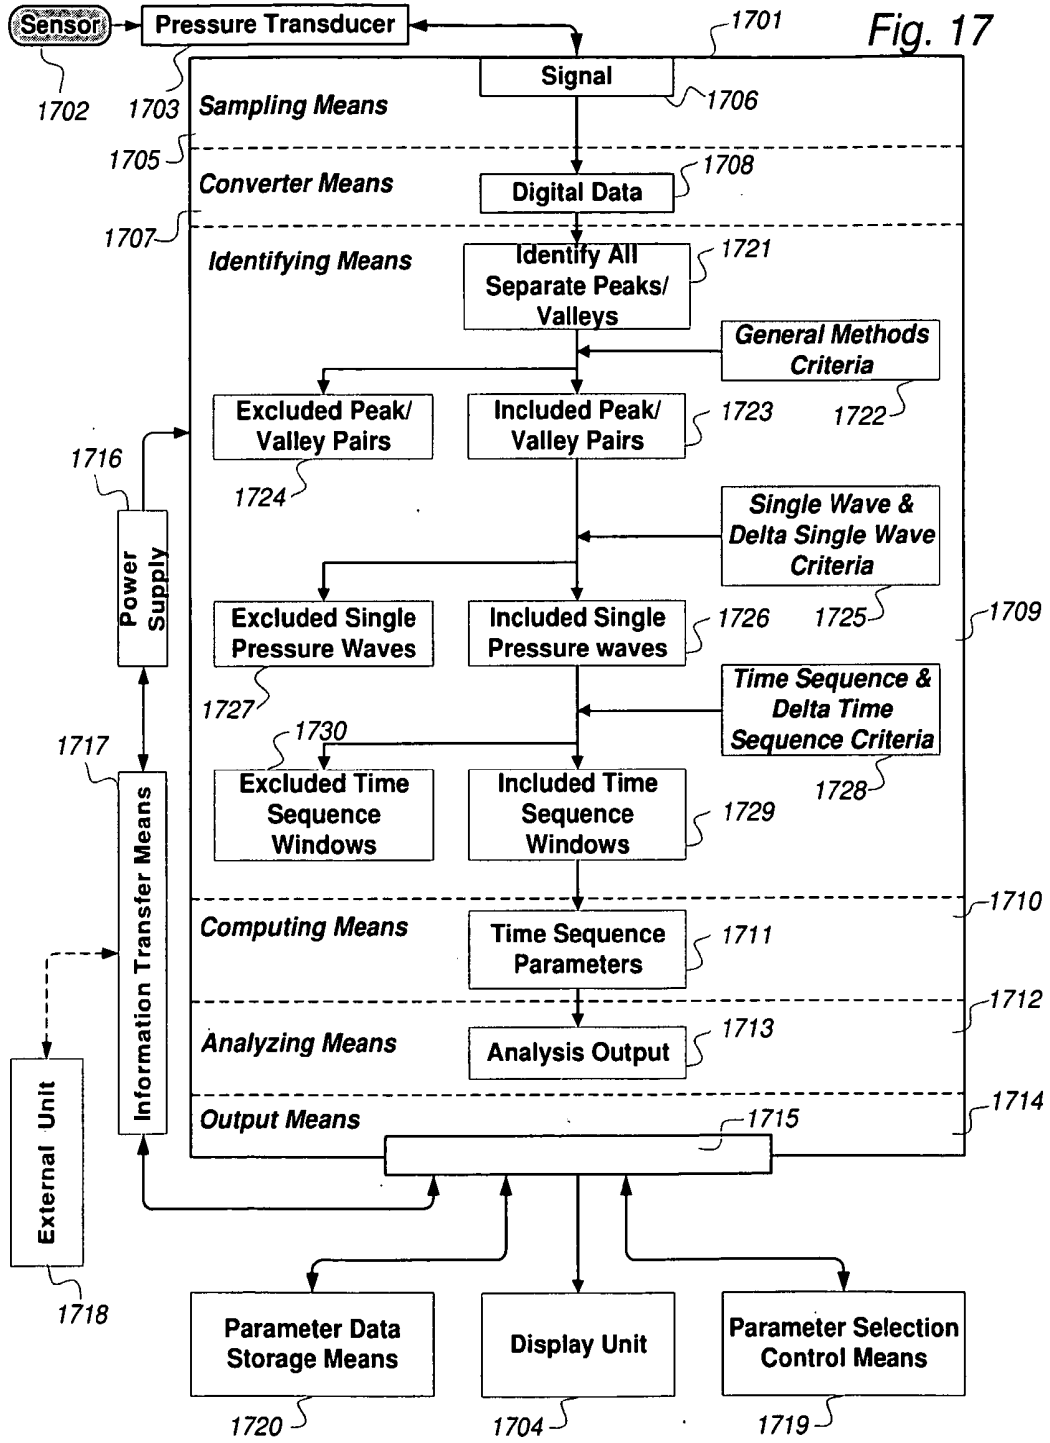 Sensor
Pressure Transducer
1701
Fig. 17
1702
1703
Signal
1706
Sampling Means
1705
1708
Converter Means
Digital Data
1707
Identifying Means
Identify All
Separate Peaks/
Valleys
1721
General Methods
Criteria
1722
Excluded Peak/
Valley Pairs
Included Peak/
Valley Pairs
1723
1724
1716
Single Wave &
Delta Single Wave
Criteria
1725
Power
Supply
Excluded Single
Pressure Waves
Included Single
Pressure waves
1726
1709
1727
Time Sequence &
Delta Time
Sequence Criteria
1728
1730
1717
Excluded Time
Sequence
Windows
Included Time
Sequence
Windows
1729
Information Transfer Means
1710
Computing Means
Time Sequence
Parameters
1711
1712
Analyzing Means
Analysis Output
1713
External Unit
1714
Output Means
1715
1718
Parameter Data
Storage Means
Display Unit
Parameter Selection
Control Means
1720
1704
1719